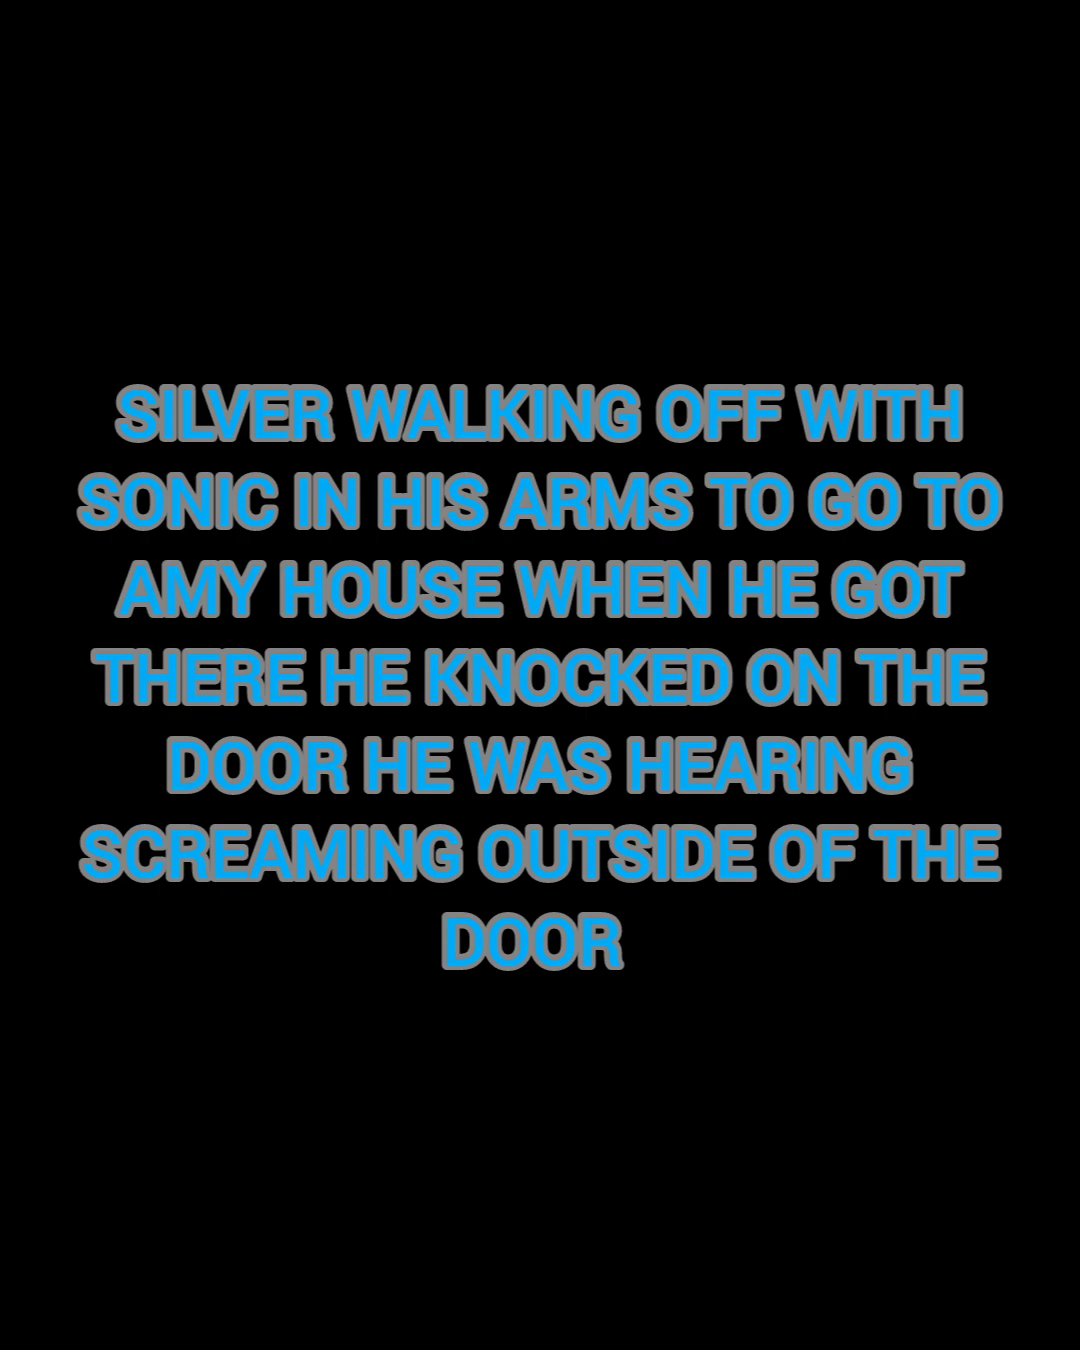 SILVER WALKING OFF WITH
SONIC IN HIS ARMS TO GO TO
AMY HOUSE WHEN HE GOT
THERE HE KNOCKED ON THE
DOOR HE WAS HEARING
SCREAMING OUTSIDE OF THE
DOOR